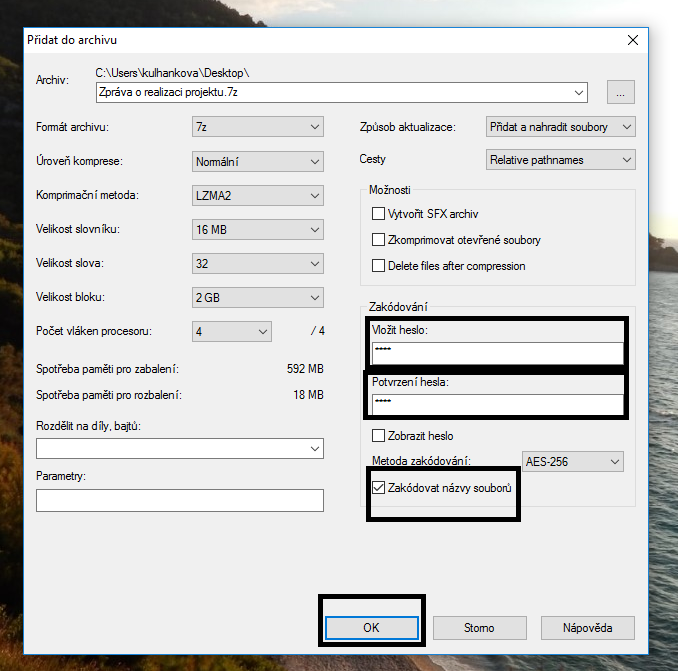 Přidat do archivu
Archiv:
C:\Users\kulhankova\Desktop\
Zpráva o realizaci projektu.7z
...
Formát archivu:
7z
Úroveň komprese:
Normální
Komprimační metoda:
LZMA2
Velikost slovníku:
16 MB
Velikost slova:
32
Velikost bloku:
2 GB
Počet vláken procesoru:
4
/ 4
Spotřeba paměti pro zabalení:
592 MB
Spotřeba paměti pro rozbalení:
18 MB
Rozdělit na díly, bajtů:
Parametry:
Způsob aktualizace:
Přidat a nahradit soubory
Cesty
Relative pathnames
Možnosti
Vytvořit SFX archiv
Zkomprimovat otevřené soubory
Delete files after compression
Zakódování
Vložit heslo:
****
Potvrzení hesla:
****
Zobrazit heslo
Metoda zakódování:
AES-256
Zakódovat názvy souborů
OK
Storno
Nápověda